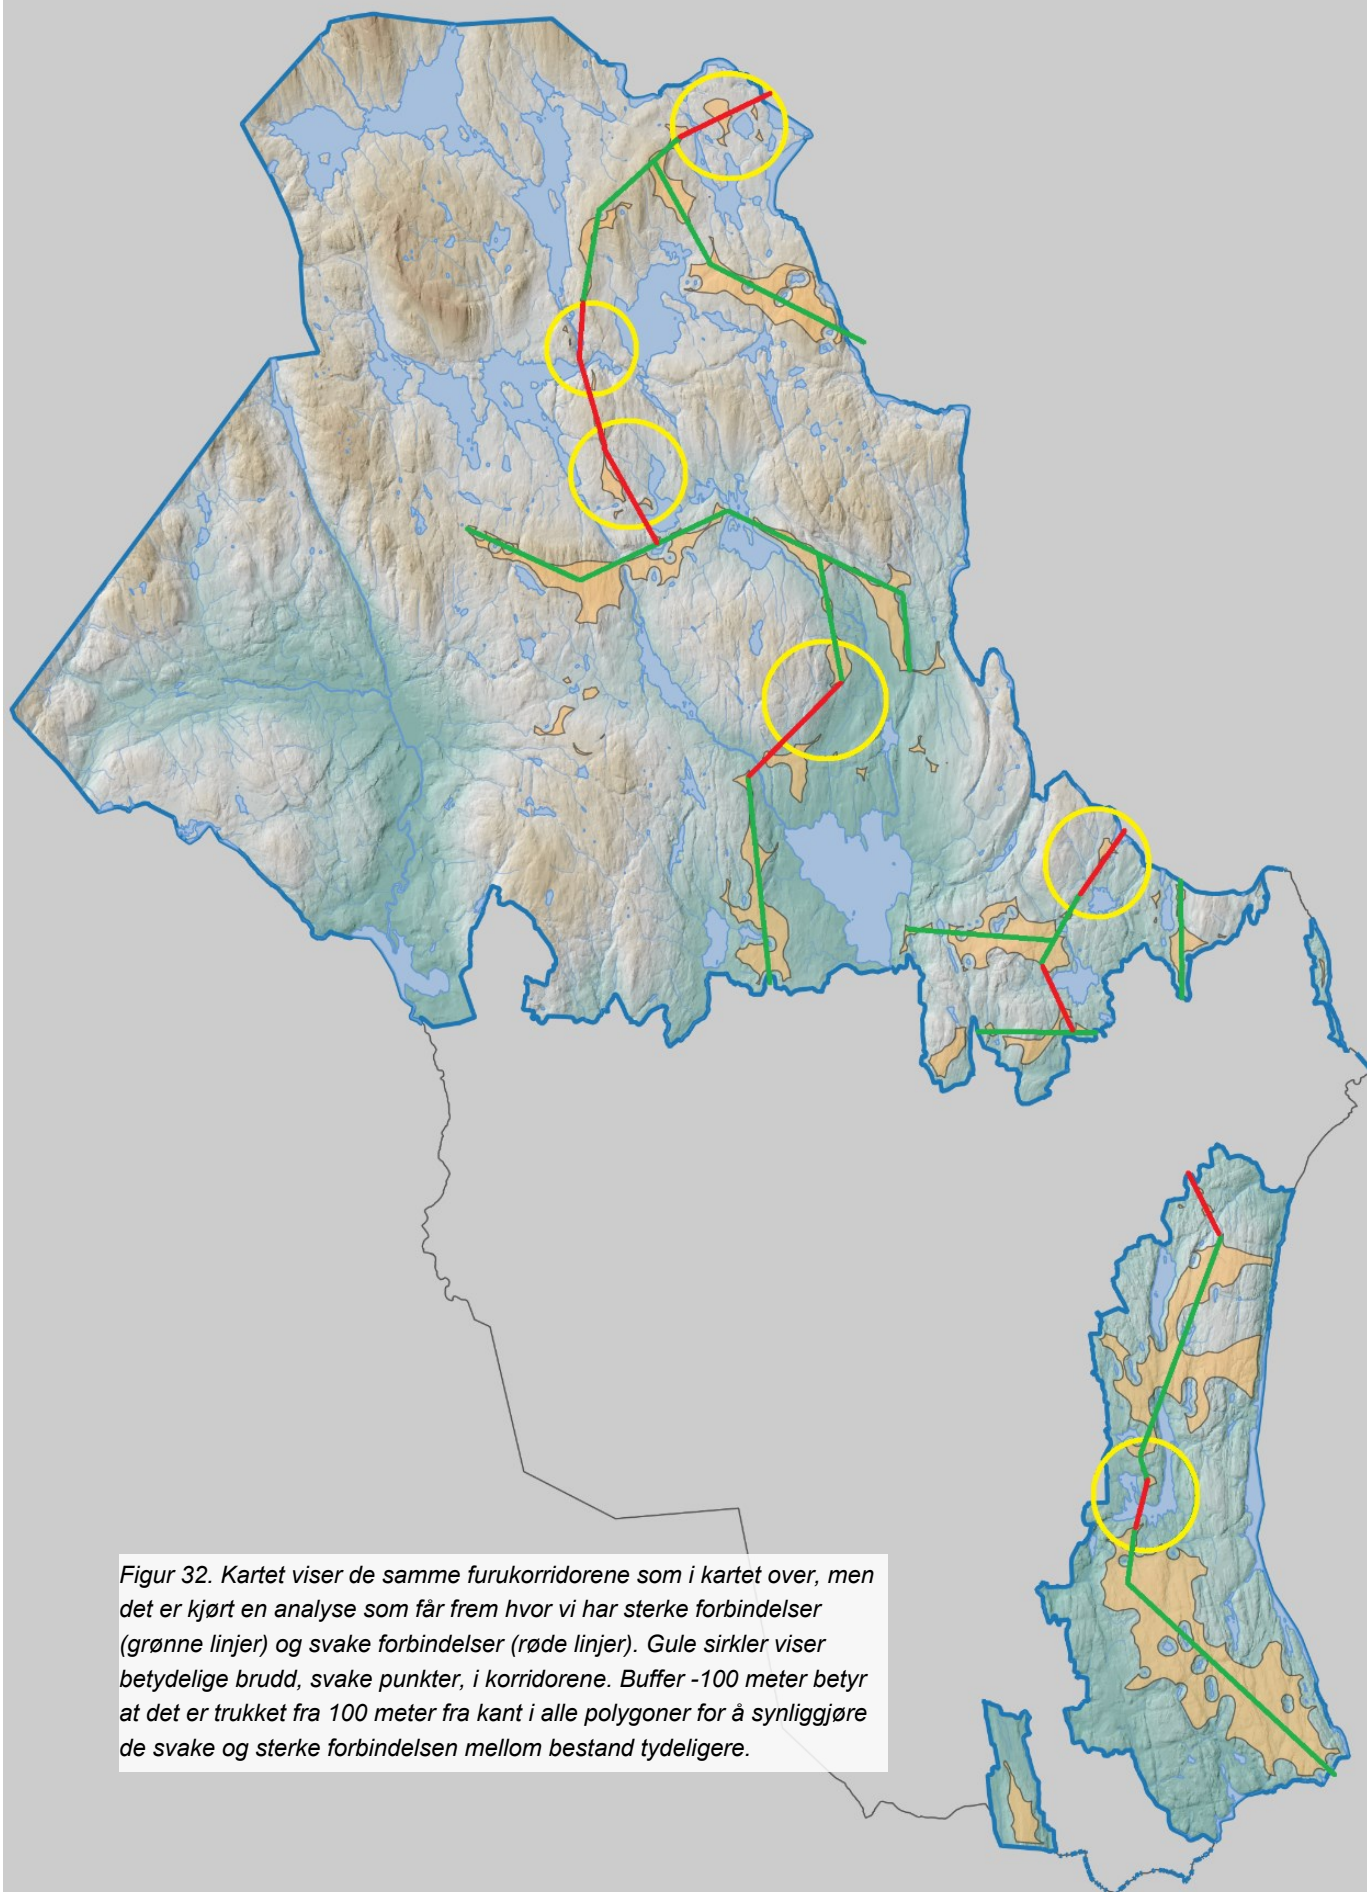 Figur 32. Kartet viser de samme furukorridorene som i kartet over, men
det er kjørt en analyse som får frem hvor vi har sterke forbindelser
(grønne linjer) og svake forbindelser (røde linjer). Gule sirkler viser
betydelige brudd, svake punkter, i korridorene. Buffer -100 meter betyr
at det er trukket fra 100 meter fra kant i alle polygoner for å synliggjøre
de svake og sterke forbindelsen mellom bestand tydeligere.